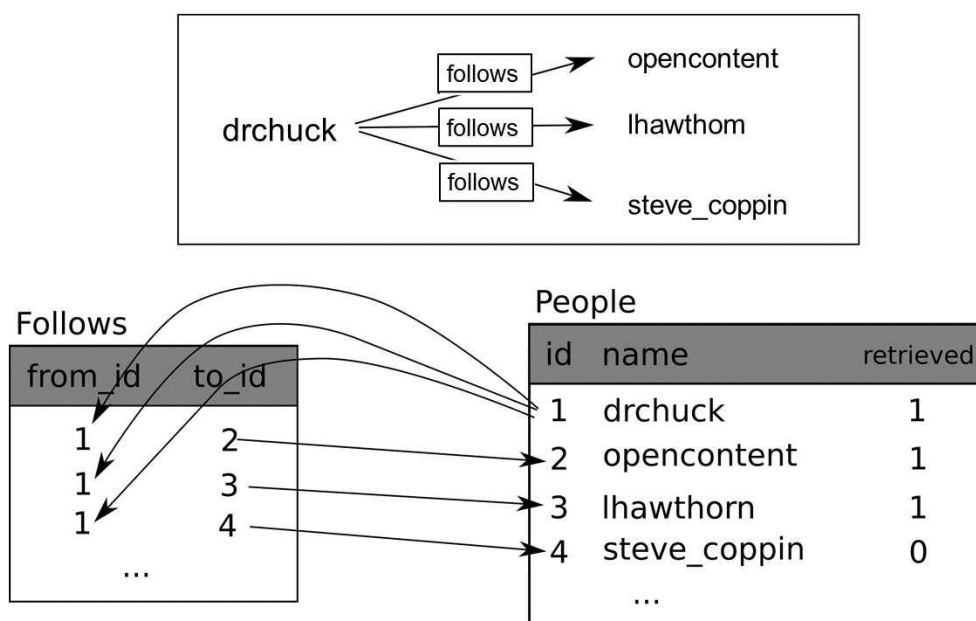 follows opencontent
drchuck follows lhawthom
follows steve_coppin
Follows
from_id to_id
1 2
1 3
1 4
...
People
id name retrieved
1 drchuck 1
2 opencontent 1
3 lhawthorn 1
4 steve_coppin 0
...